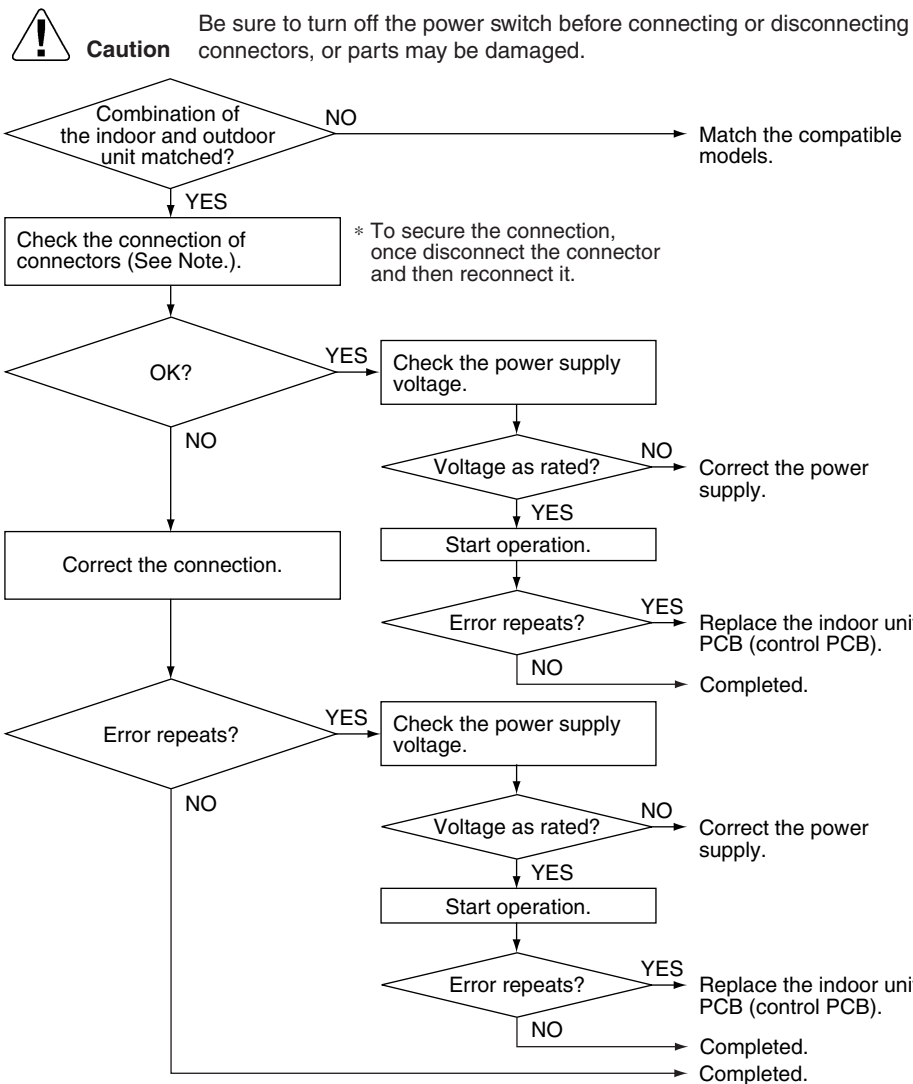 Be sure to turn off the power switch before connecting or disconnecting
Caution connectors, or parts may be damaged.
Combination of
the indoor and outdoor
unit matched?
NO
Match the compatible
models.
YES
Check the connection of
connectors (See Note.).
* To secure the connection,
once disconnect the connector
and then reconnect it.
OK?
YES
Check the power supply
voltage.
NO
Voltage as rated?
NO
Correct the power
supply.
YES
Start operation.
Correct the connection.
Error repeats?
YES
Replace the indoor uni
PCB (control PCB).
NO
Completed.
Error repeats?
YES
Check the power supply
voltage.
NO
Voltage as rated?
NO
Correct the power
supply.
YES
Start operation.
Error repeats?
YES
Replace the indoor uni
PCB (control PCB).
NO
Completed.
Completed.